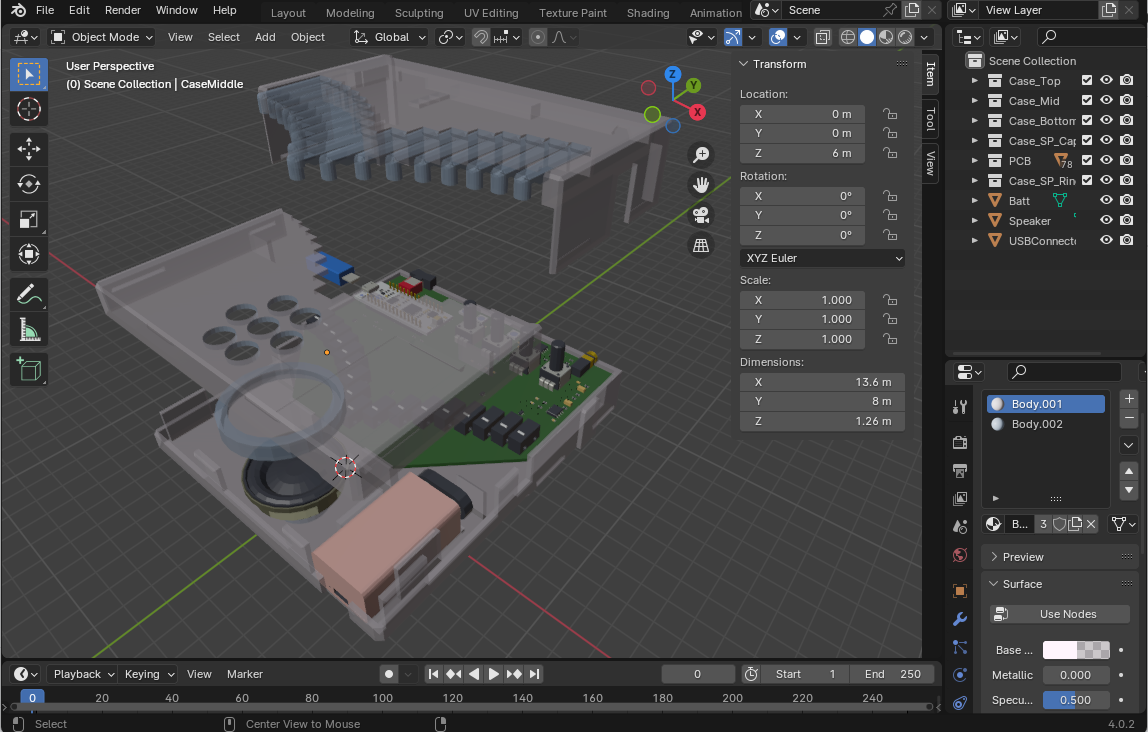 File Edit Render Window Help Layout Modeling Sculpting UV Editing Texture Paint Shading Animation Scene View Layer
Object Mode View Select Add Object Global
User Perspective
(0) Scene Collection | CaseMiddle
Z
Y
X
Transform
Location:
X 0 m
Y 0 m
Z 6 m
Rotation:
X 0°
Y 0°
Z 0°
XYZ Euler
Scale:
X 1.000
Y 1.000
Z 1.000
Dimensions:
X 13.6 m
Y 8 m
Z 1.26 m
Item
Tool
View
Scene Collection
Case_Top
Case_Mid
Case_Bottom
Case_SP_Cap
PCB 78
Case_SP_Rin
Batt
Speaker
USBConnecto
Body.001
Body.002
B... 3
Preview
Surface
Use Nodes
Base ...
Metallic 0.000
Specu... 0.500
Playback Keying View Marker 0 Start 1 End 250
0 20 40 60 80 100 120 140 160 180 200 220 240
Select Center View to Mouse 4.0.2